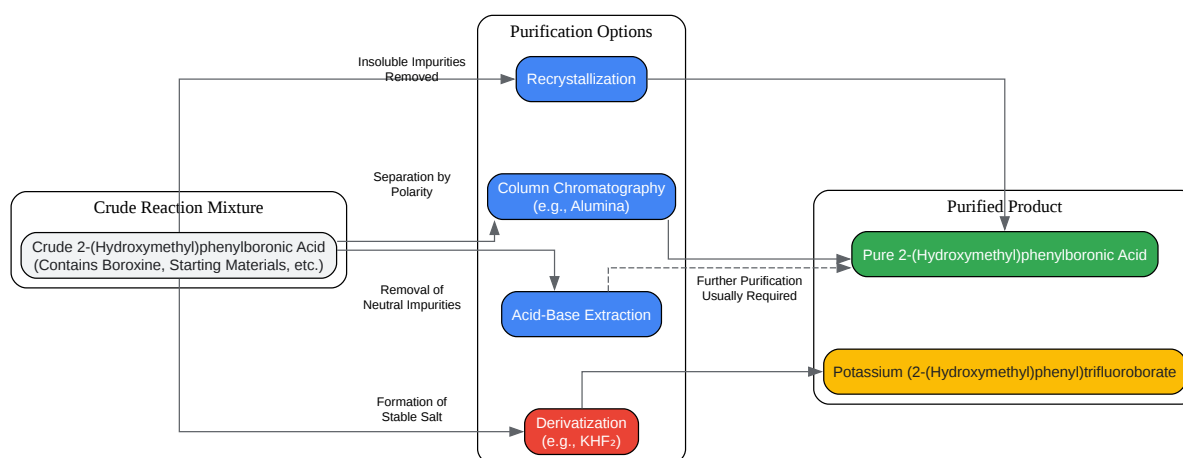 Purification Options
Insoluble Impurities
Removed
Recrystallization
Separation by
Polarity
Column Chromatography
(e.g., Alumina)
Crude Reaction Mixture
Crude 2-(Hydroxymethyl)phenylboronic Acid
(Contains Boroxine, Starting Materials, etc.)
Removal of
Neutral Impurities
Acid-Base Extraction
Further Purification
Usually Required
Purified Product
Pure 2-(Hydroxymethyl)phenylboronic Acid
Potassium (2-(Hydroxymethyl)phenyl)trifluoroborate
Formation of
Stable Salt
Derivatization
(e.g., KHF₂)